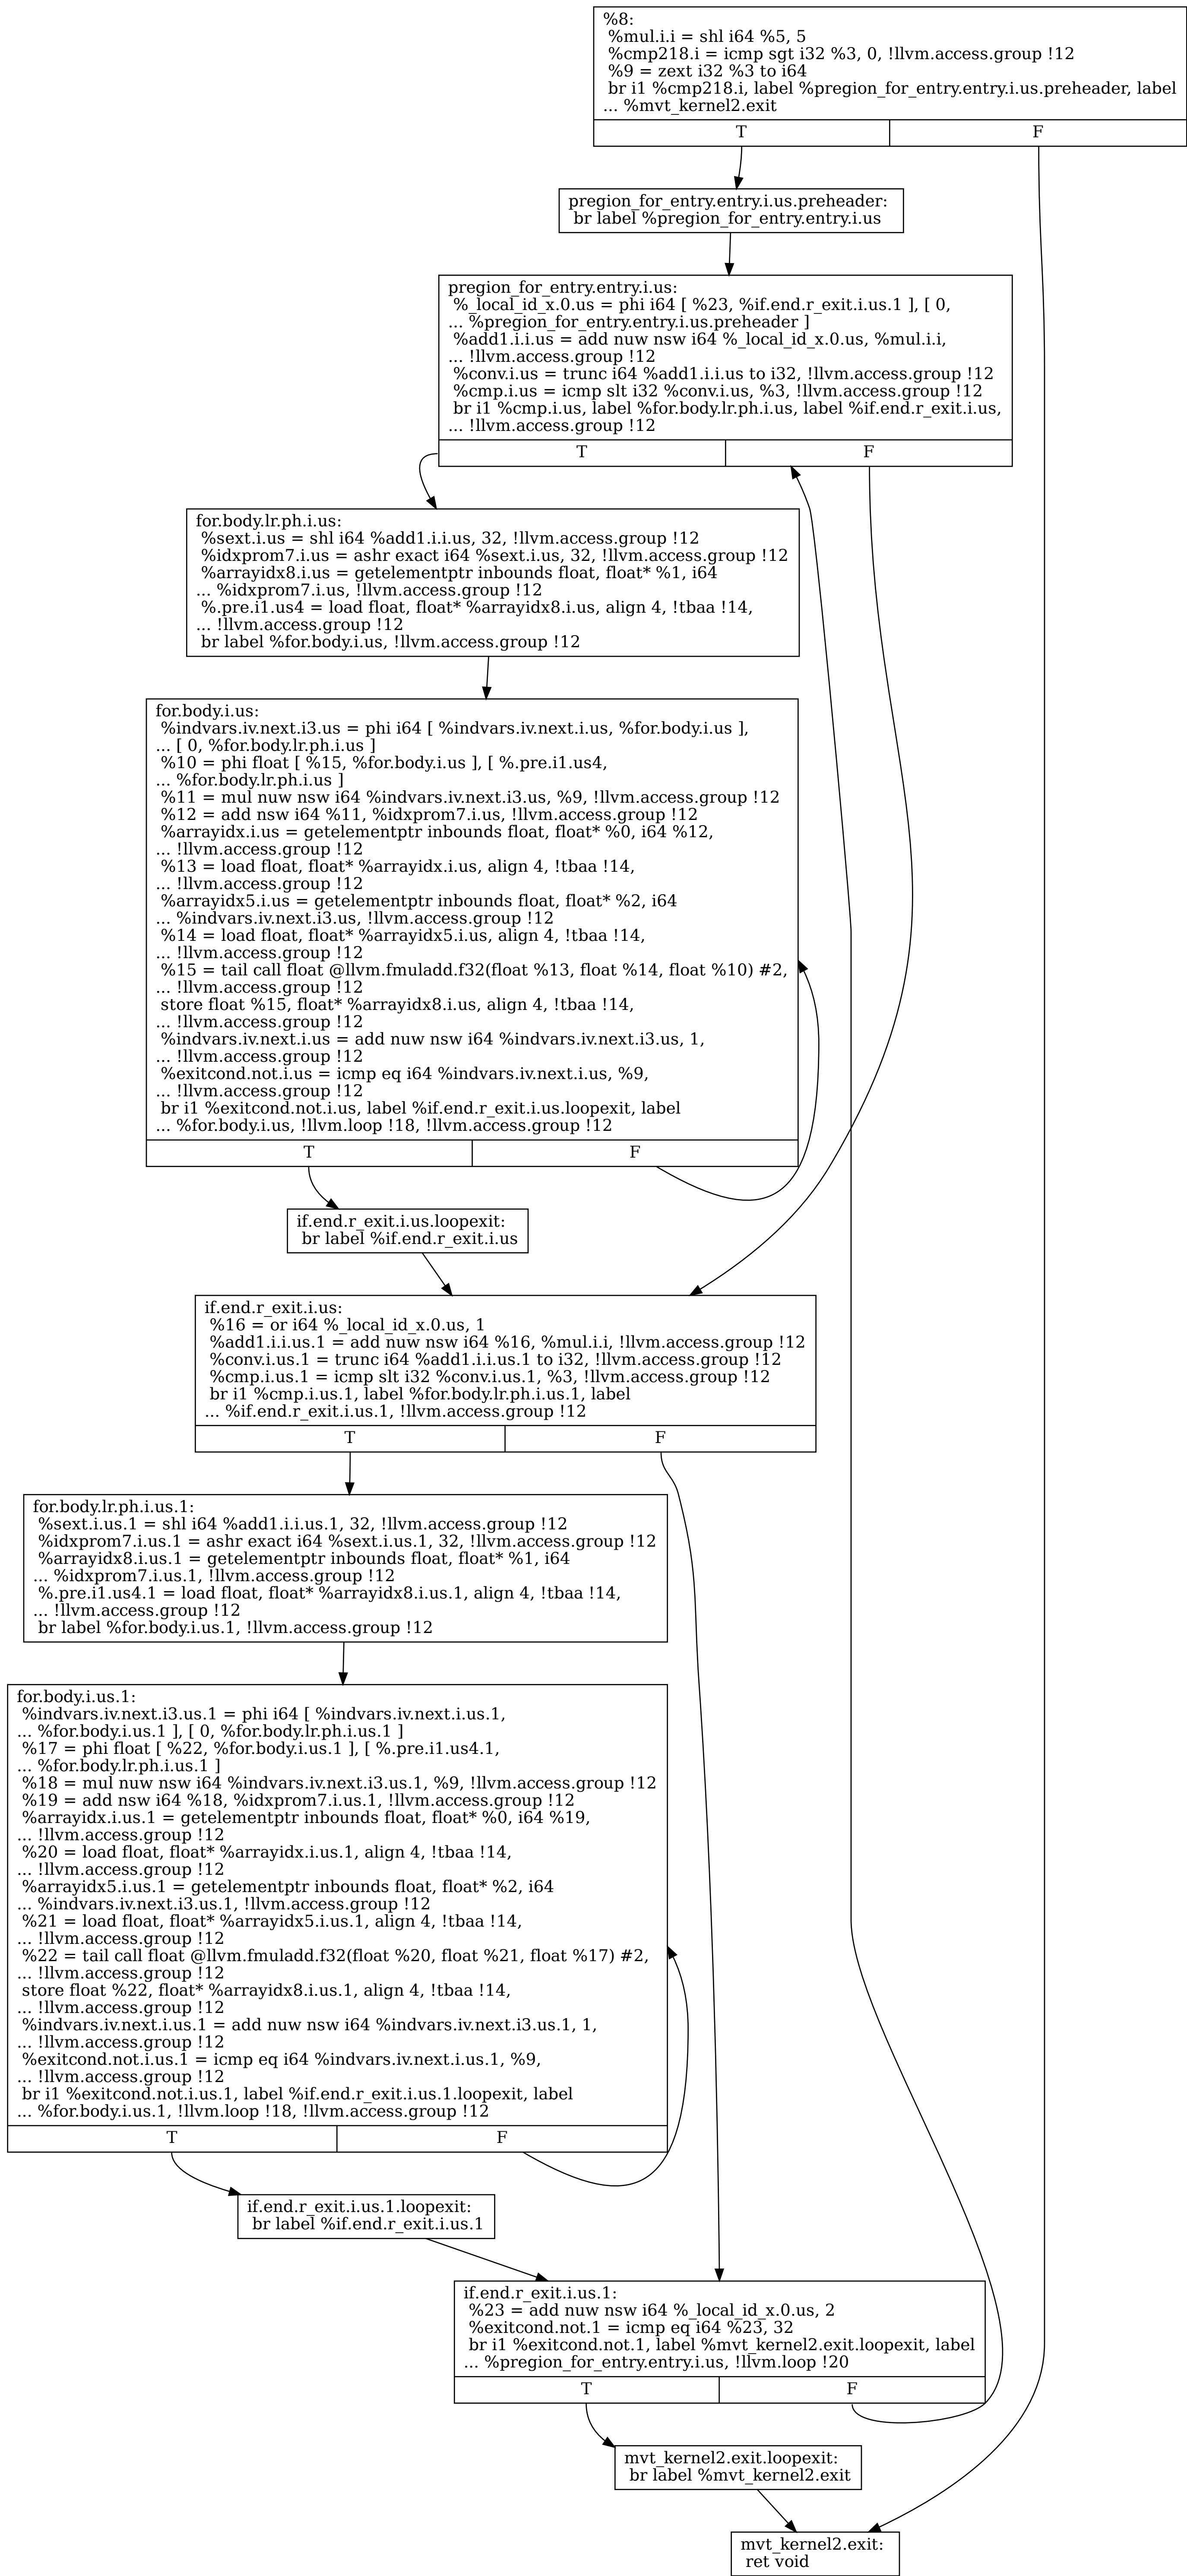 %8:
%mul.i.i = shl i64 %5, 5
%cmp218.i = icmp sgt i32 %3, 0, !llvm.access.group !12
%9 = zext i32 %3 to i64
br i1 %cmp218.i, label %pregion_for_entry.entry.i.us.preheader, label
... %mvt_kernel2.exit
T F
pregion_for_entry.entry.i.us.preheader:
br label %pregion_for_entry.entry.i.us
pregion_for_entry.entry.i.us:
%_local_id_x.0.us = phi i64 [ %23, %if.end.r_exit.i.us.1 ], [ 0,
... %pregion_for_entry.entry.i.us.preheader ]
%add1.i.i.us = add nuw nsw i64 %_local_id_x.0.us, %mul.i.i,
... !llvm.access.group !12
%conv.i.us = trunc i64 %add1.i.i.us to i32, !llvm.access.group !12
%cmp.i.us = icmp slt i32 %conv.i.us, %3, !llvm.access.group !12
br i1 %cmp.i.us, label %for.body.lr.ph.i.us, label %if.end.r_exit.i.us,
... !llvm.access.group !12
T F
for.body.lr.ph.i.us:
%sext.i.us = shl i64 %add1.i.i.us, 32, !llvm.access.group !12
%idxprom7.i.us = ashr exact i64 %sext.i.us, 32, !llvm.access.group !12
%arrayidx8.i.us = getelementptr inbounds float, float* %1, i64
... %idxprom7.i.us, !llvm.access.group !12
%.pre.i1.us4 = load float, float* %arrayidx8.i.us, align 4, !tbaa !14,
... !llvm.access.group !12
br label %for.body.i.us, !llvm.access.group !12
for.body.i.us:
%indvars.iv.next.i3.us = phi i64 [ %indvars.iv.next.i.us, %for.body.i.us ],
... [ 0, %for.body.lr.ph.i.us ]
%10 = phi float [ %15, %for.body.i.us ], [ %.pre.i1.us4,
... %for.body.lr.ph.i.us ]
%11 = mul nuw nsw i64 %indvars.iv.next.i3.us, %9, !llvm.access.group !12
%12 = add nsw i64 %11, %idxprom7.i.us, !llvm.access.group !12
%arrayidx.i.us = getelementptr inbounds float, float* %0, i64 %12,
... !llvm.access.group !12
%13 = load float, float* %arrayidx.i.us, align 4, !tbaa !14,
... !llvm.access.group !12
%arrayidx5.i.us = getelementptr inbounds float, float* %2, i64
... %indvars.iv.next.i3.us, !llvm.access.group !12
%14 = load float, float* %arrayidx5.i.us, align 4, !tbaa !14,
... !llvm.access.group !12
%15 = tail call float @llvm.fmuladd.f32(float %13, float %14, float %10) #2,
... !llvm.access.group !12
store float %15, float* %arrayidx8.i.us, align 4, !tbaa !14,
... !llvm.access.group !12
%indvars.iv.next.i.us = add nuw nsw i64 %indvars.iv.next.i3.us, 1,
... !llvm.access.group !12
%exitcond.not.i.us = icmp eq i64 %indvars.iv.next.i.us, %9,
... !llvm.access.group !12
br i1 %exitcond.not.i.us, label %if.end.r_exit.i.us.loopexit, label
... %for.body.i.us, !llvm.loop !18, !llvm.access.group !12
T F
if.end.r_exit.i.us.loopexit:
br label %if.end.r_exit.i.us
if.end.r_exit.i.us:
%16 = or i64 %_local_id_x.0.us, 1
%add1.i.i.us.1 = add nuw nsw i64 %16, %mul.i.i, !llvm.access.group !12
%conv.i.us.1 = trunc i64 %add1.i.i.us.1 to i32, !llvm.access.group !12
%cmp.i.us.1 = icmp slt i32 %conv.i.us.1, %3, !llvm.access.group !12
br i1 %cmp.i.us.1, label %for.body.lr.ph.i.us.1, label
... %if.end.r_exit.i.us.1, !llvm.access.group !12
T F
for.body.lr.ph.i.us.1:
%sext.i.us.1 = shl i64 %add1.i.i.us.1, 32, !llvm.access.group !12
%idxprom7.i.us.1 = ashr exact i64 %sext.i.us.1, 32, !llvm.access.group !12
%arrayidx8.i.us.1 = getelementptr inbounds float, float* %1, i64
... %idxprom7.i.us.1, !llvm.access.group !12
%.pre.i1.us4.1 = load float, float* %arrayidx8.i.us.1, align 4, !tbaa !14,
... !llvm.access.group !12
br label %for.body.i.us.1, !llvm.access.group !12
for.body.i.us.1:
%indvars.iv.next.i3.us.1 = phi i64 [ %indvars.iv.next.i.us.1,
... %for.body.i.us.1 ], [ 0, %for.body.lr.ph.i.us.1 ]
%17 = phi float [ %22, %for.body.i.us.1 ], [ %.pre.i1.us4.1,
... %for.body.lr.ph.i.us.1 ]
%18 = mul nuw nsw i64 %indvars.iv.next.i3.us.1, %9, !llvm.access.group !12
%19 = add nsw i64 %18, %idxprom7.i.us.1, !llvm.access.group !12
%arrayidx.i.us.1 = getelementptr inbounds float, float* %0, i64 %19,
... !llvm.access.group !12
%20 = load float, float* %arrayidx.i.us.1, align 4, !tbaa !14,
... !llvm.access.group !12
%arrayidx5.i.us.1 = getelementptr inbounds float, float* %2, i64
... %indvars.iv.next.i3.us.1, !llvm.access.group !12
%21 = load float, float* %arrayidx5.i.us.1, align 4, !tbaa !14,
... !llvm.access.group !12
%22 = tail call float @llvm.fmuladd.f32(float %20, float %21, float %17) #2,
... !llvm.access.group !12
store float %22, float* %arrayidx8.i.us.1, align 4, !tbaa !14,
... !llvm.access.group !12
%indvars.iv.next.i.us.1 = add nuw nsw i64 %indvars.iv.next.i3.us.1, 1,
... !llvm.access.group !12
%exitcond.not.i.us.1 = icmp eq i64 %indvars.iv.next.i.us.1, %9,
... !llvm.access.group !12
br i1 %exitcond.not.i.us.1, label %if.end.r_exit.i.us.1.loopexit, label
... %for.body.i.us.1, !llvm.loop !18, !llvm.access.group !12
T F
if.end.r_exit.i.us.1.loopexit:
br label %if.end.r_exit.i.us.1
if.end.r_exit.i.us.1:
%23 = add nuw nsw i64 %_local_id_x.0.us, 2
%exitcond.not.1 = icmp eq i64 %23, 32
br i1 %exitcond.not.1, label %mvt_kernel2.exit.loopexit, label
... %pregion_for_entry.entry.i.us, !llvm.loop !20
T F
mvt_kernel2.exit.loopexit:
br label %mvt_kernel2.exit
mvt_kernel2.exit:
ret void